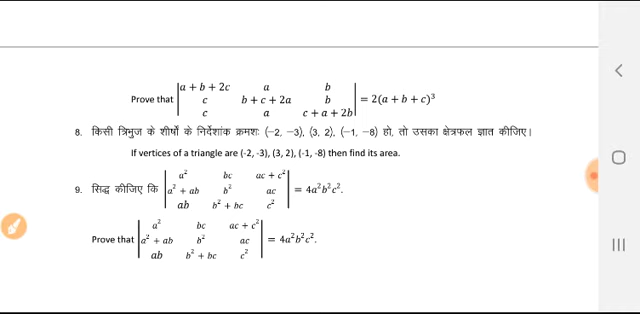 a + b + 2c a b
Prove that c b + c + 2a b = 2(a + b + c)³
c a c + a + 2b
8. किसी त्रिभुज के शीर्षों के निर्देशांक क्रमशः (-2, -3), (3, 2), (-1, -8) हो, तो उसका क्षेत्रफल ज्ञात कीजिए।
If vertices of a triangle are (-2, -3), (3, 2), (-1, -8) then find its area.
a² bc ac + c²
9. सिद्ध कीजिए कि a² + ab b² ac = 4a²b²c².
ab b² + bc c²
a² bc ac + c²
Prove that a² + ab b² ac = 4a²b²c².
ab b² + bc c²